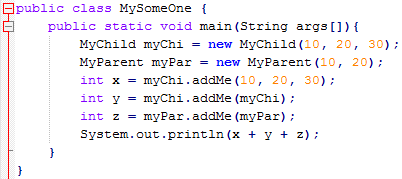 public class MySomeOne {
    public static void main(String args[]){
        MyChild myChi = new MyChild(10, 20, 30);
        MyParent myPar = new MyParent(10, 20);
        int x = myChi.addMe(10, 20, 30);
        int y = myChi.addMe(myChi);
        int z = myPar.addMe(myPar);
        System.out.println(x + y + z);
    }
}